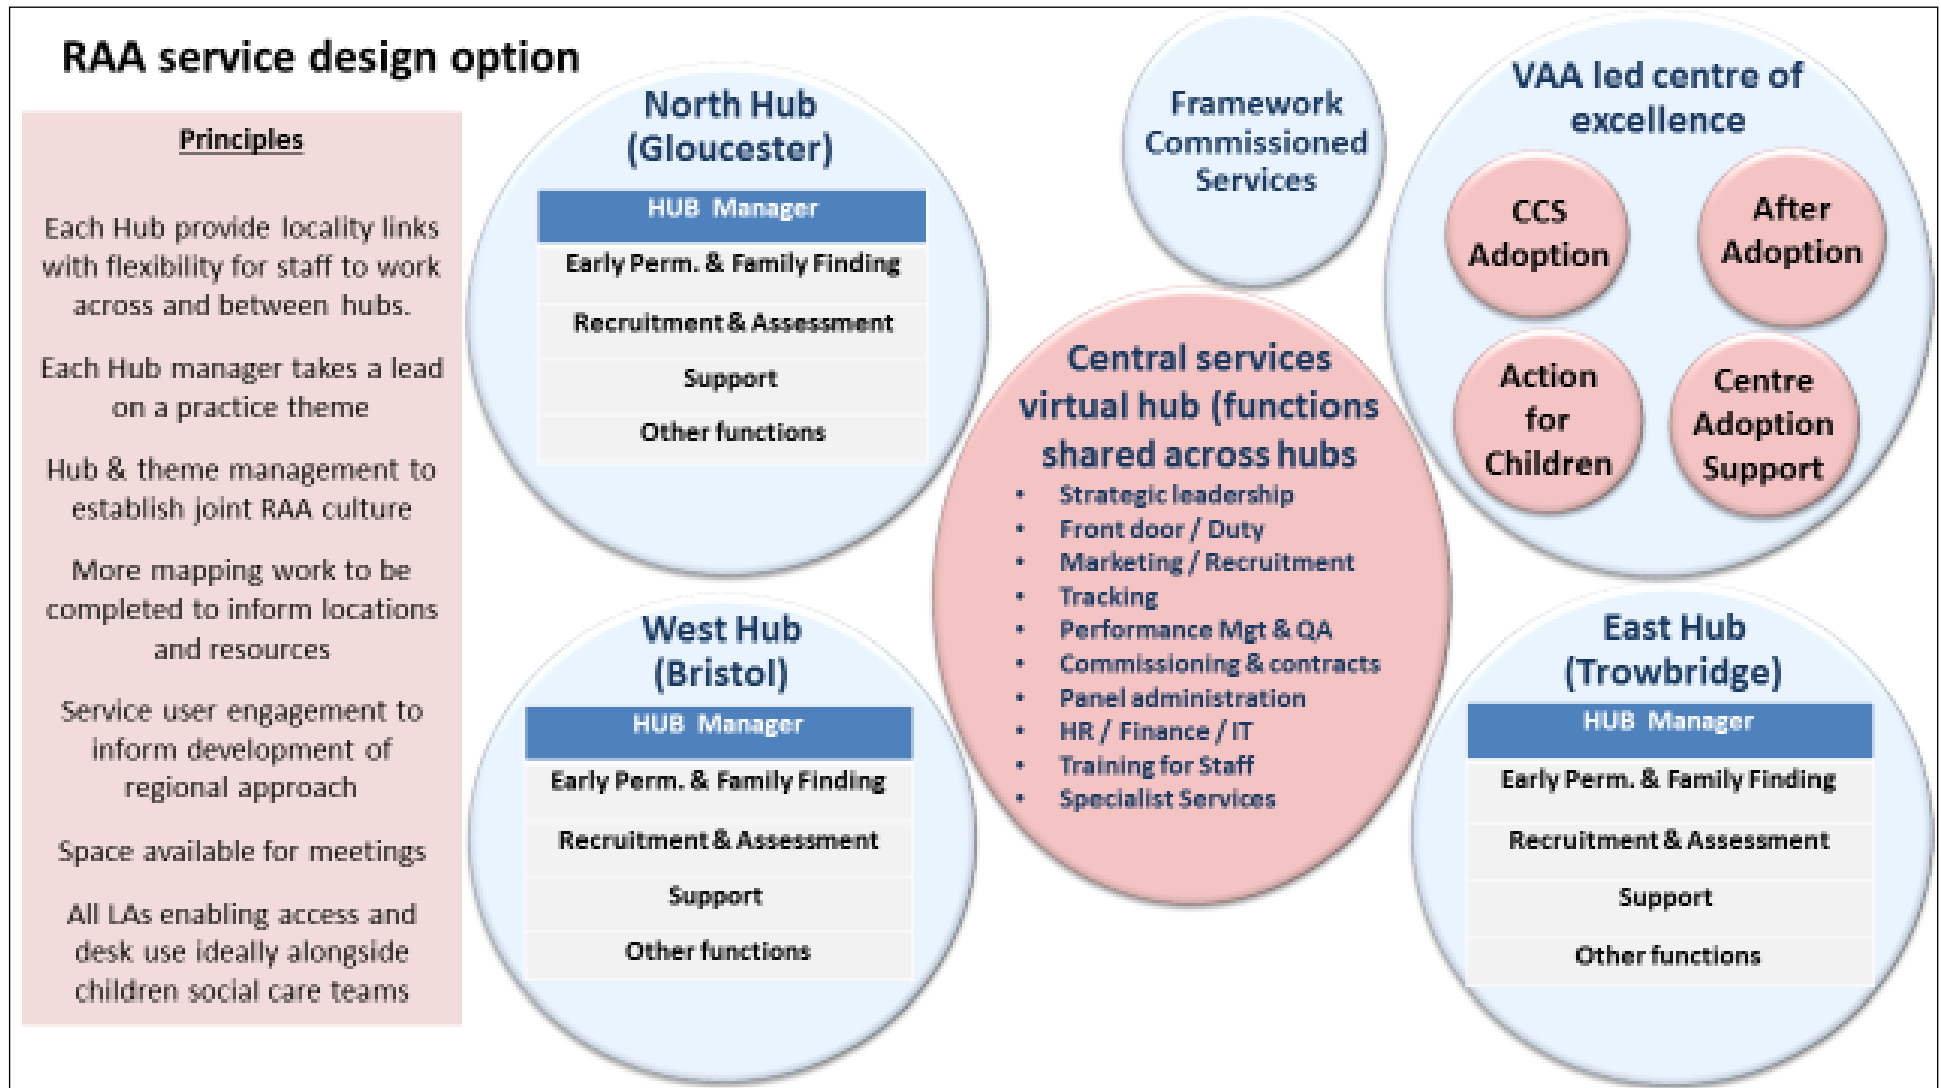 RAA service design option
Principles
Each Hub provide locality links
with flexibility for staff to work
across and between hubs.
Each Hub manager takes a lead
on a practice theme
Hub & theme management to
establish joint RAA culture
More mapping work to be
completed to inform locations
and resources
Service user engagement to
inform development of
regional approach
Space available for meetings
All LAs enabling access and
desk use ideally alongside
children social care teams
North Hub
(Gloucester)
HUB Manager
Early Perm. & Family Finding
Recruitment & Assessment
Support
Other functions
West Hub
(Bristol)
HUB Manager
Early Perm. & Family Finding
Recruitment & Assessment
Support
Other functions
Framework
Commissioned
Services
Central services
virtual hub (functions
shared across hubs
• Strategic leadership
• Front door / Duty
• Marketing / Recruitment
• Tracking
• Performance Mgt & QA
• Commissioning & contracts
• Panel administration
• HR / Finance / IT
• Training for Staff
• Specialist Services
VAA led centre of
excellence
CCS
Adoption
After
Adoption
Action
for
Children
Centre
Adoption
Support
East Hub
(Trowbridge)
HUB Manager
Early Perm. & Family Finding
Recruitment & Assessment
Support
Other functions